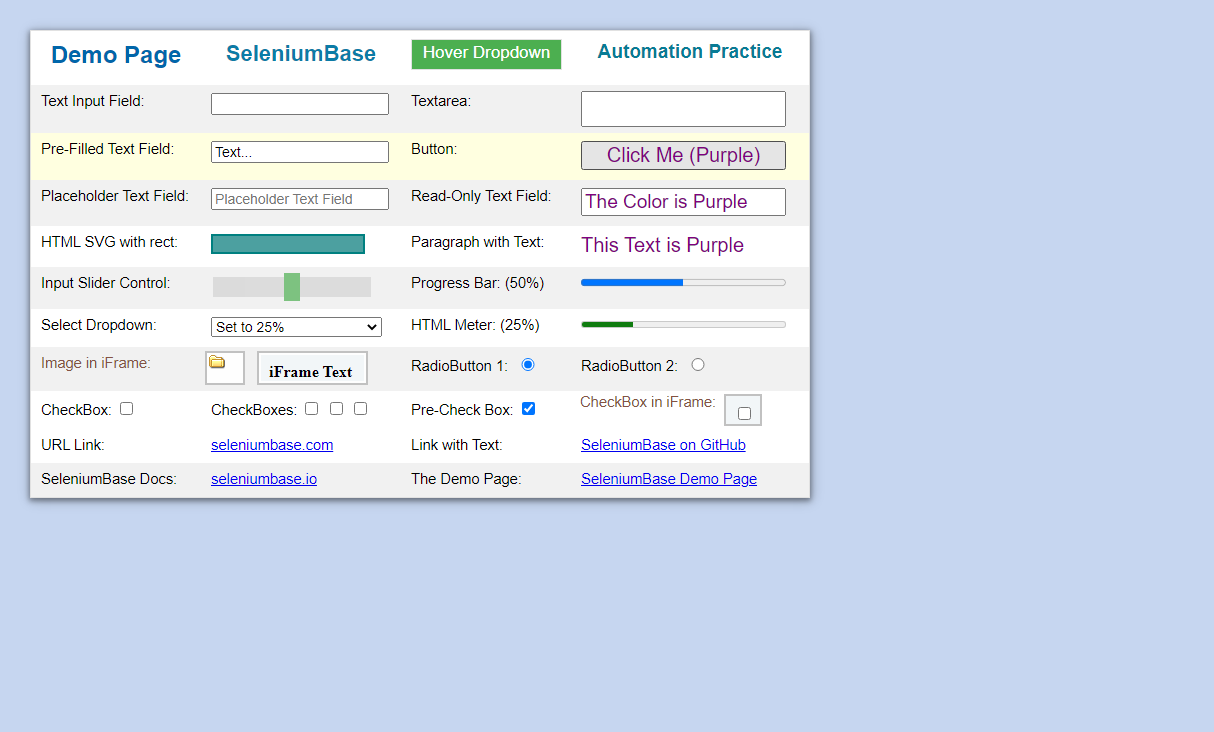 Demo Page SeleniumBase Hover Dropdown Automation Practice
Text Input Field: Textarea:
Pre-Filled Text Field: Text... Button: Click Me (Purple)
Placeholder Text Field: Placeholder Text Field Read-Only Text Field: The Color is Purple
HTML SVG with rect: Paragraph with Text: This Text is Purple
Input Slider Control: Progress Bar: (50%)
Select Dropdown: Set to 25% HTML Meter: (25%)
Image in iFrame: iFrame Text RadioButton 1: RadioButton 2:
CheckBox: CheckBoxes: Pre-Check Box: CheckBox in iFrame:
URL Link: seleniumbase.com Link with Text: SeleniumBase on GitHub
SeleniumBase Docs: seleniumbase.io The Demo Page: SeleniumBase Demo Page